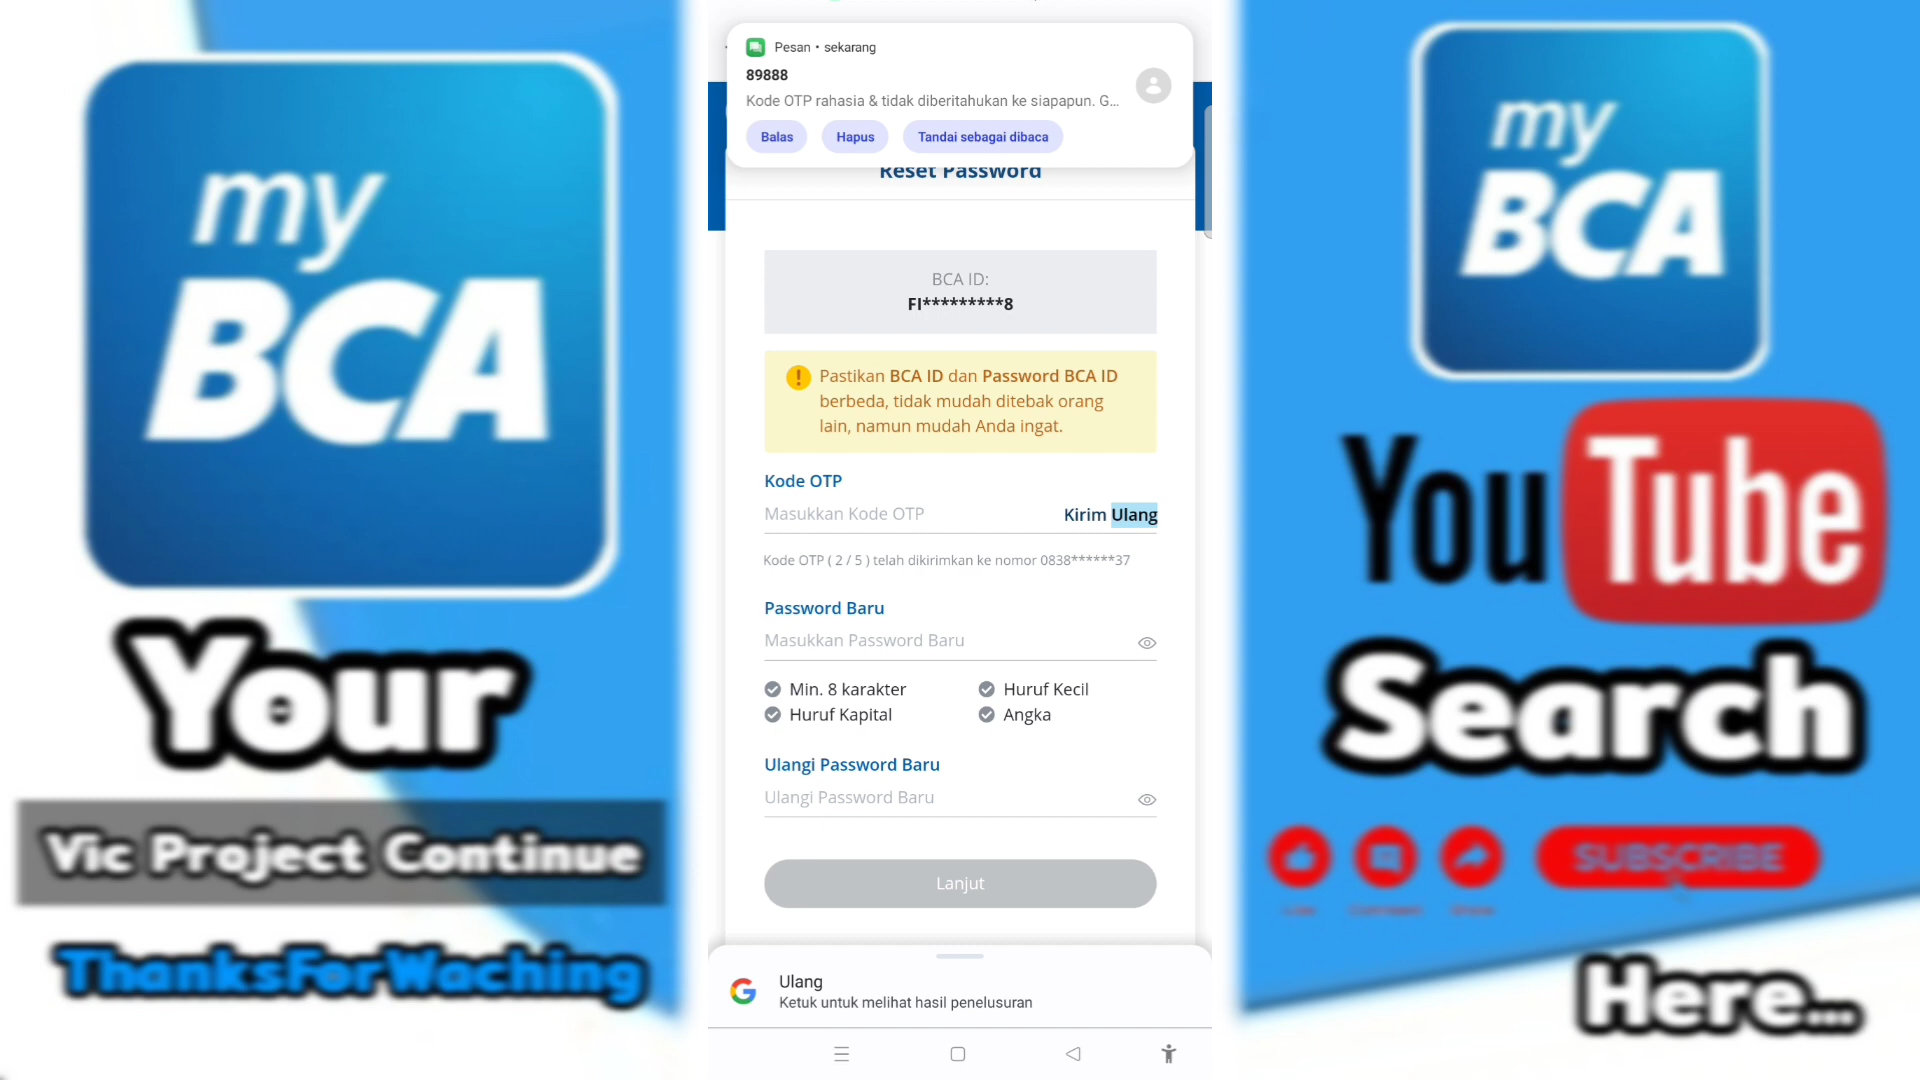 my
BCA
Your
Vic Project Continue
ThanksForWaching
Pesan • sekarang
89888
Kode OTP rahasia & tidak diberitahukan ke siapapun. G...
Balas
Hapus
Tandai sebagai dibaca
Reset Password
BCA ID:
FI*********8
Pastikan BCA ID dan Password BCA ID
berbeda, tidak mudah ditebak orang
lain, namun mudah Anda ingat.
Kode OTP
Masukkan Kode OTP
Kirim Ulang
Kode OTP ( 2 / 5 ) telah dikirimkan ke nomor 0838******37
Password Baru
Masukkan Password Baru
Min. 8 karakter
Huruf Kecil
Huruf Kapital
Angka
Ulangi Password Baru
Ulangi Password Baru
Lanjut
Ulang
Ketuk untuk melihat hasil penelusuran
my
BCA
YouTube
Search
SUBSCRIBE
Here...